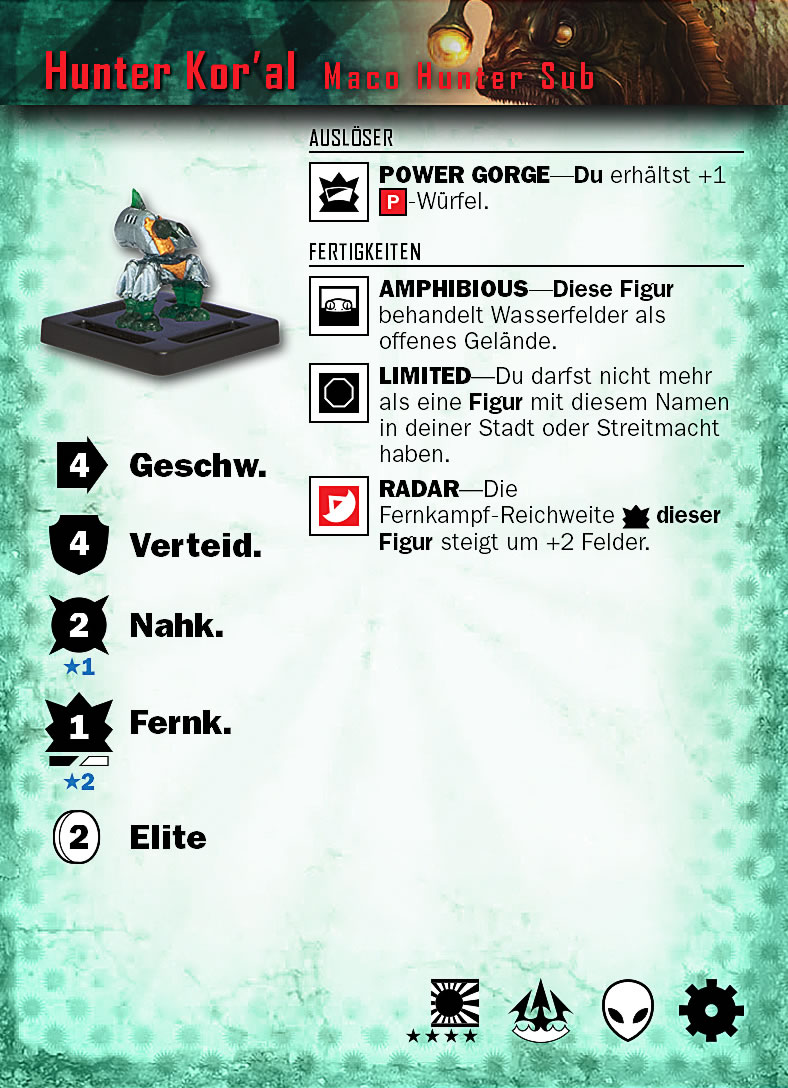 Hunter Kor'al Maco Hunter Sub
AUSLÖSER
POWER GORGE—Du erhältst +1
P-Würfel.
FERTIGKEITEN
AMPHIBIOUS—Diese Figur
behandelt Wasserfelder als
offenes Gelände.
LIMITED—Du darfst nicht mehr
als eine Figur mit diesem Namen
in deiner Stadt oder Streitmacht
haben.
RADAR—Die
Fernkampf-Reichweite dieser
Figur steigt um +2 Felder.
4 Geschw.
4 Verteid.
2 Nahk.
★1
1 Fernk.
★2
2 Elite
★★★★